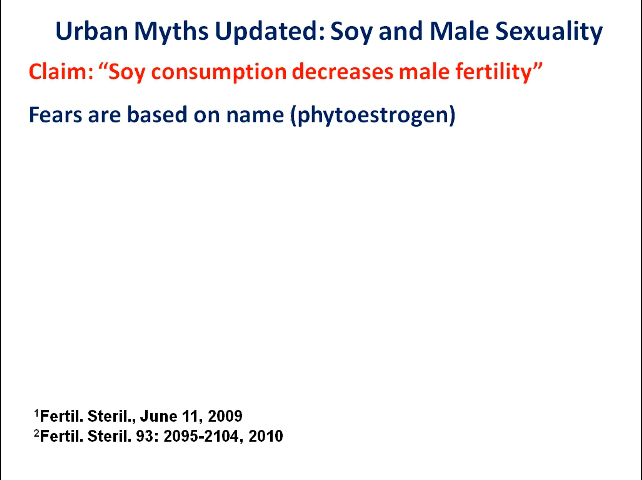 Urban Myths Updated: Soy and Male Sexuality
Claim: “Soy consumption decreases male fertility”
Fears are based on name (phytoestrogen)
¹Fertil. Steril., June 11, 2009
²Fertil. Steril. 93: 2095-2104, 2010